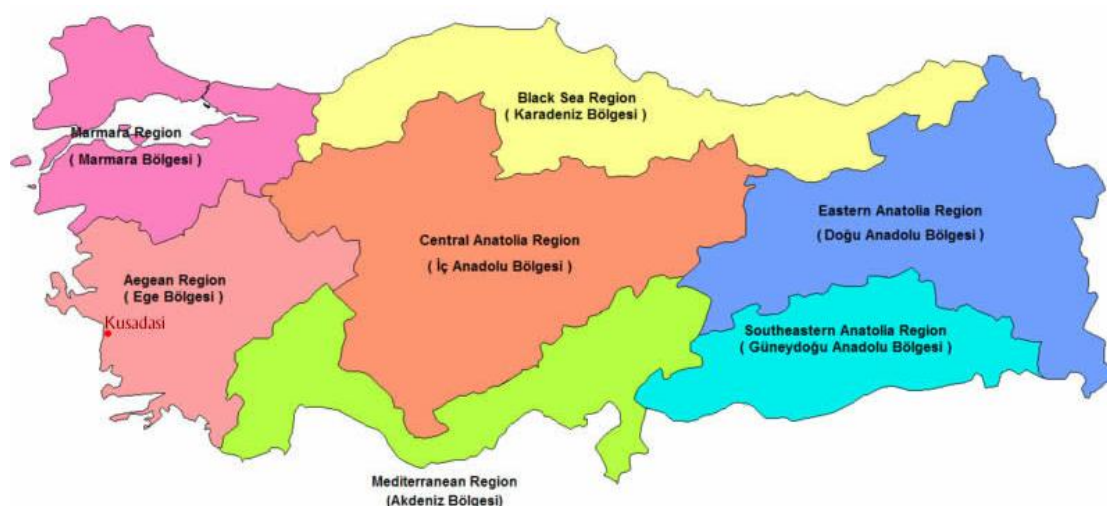 Black Sea Region
( Karadeniz Bölgesi )
Marmara Region
( Marmara Bölgesi )
Eastern Anatolia Region
( Doğu Anadolu Bölgesi )
Central Anatolia Region
( İç Anadolu Bölgesi )
Aegean Region
( Ege Bölgesi )
Kusadasi
Southeastern Anatolia Region
( Güneydoğu Anadolu Bölgesi )
Mediterranean Region
(Akdeniz Bölgesi)